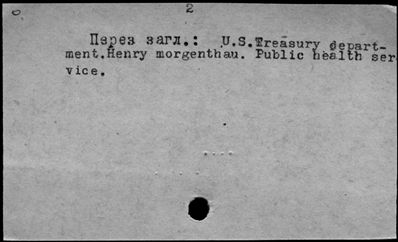 2
Перез загл.: U.S.Treasury depart-
ment.Henry morgenthau. Public health ser
vice.